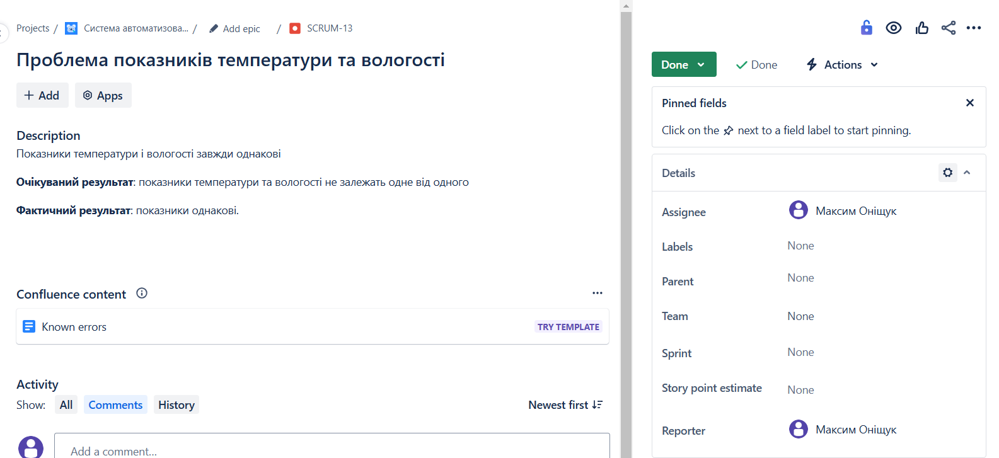 Projects / Система автоматизова... / Add epic / SCRUM-13
Проблема показників температури та вологості
Add Apps
Description
Показники температури і вологості завжди однакові
Очікуваний результат: показники температури та вологості не залежать одне від одного
Фактичний результат: показники однакові.
Confluence content
Known errors TRY TEMPLATE
Activity
Show: All Comments History Newest first
Add a comment...
Done Done Actions
Pinned fields
Click on the next to a field label to start pinning.
Details
Assignee Максим Оніщук
Labels None
Parent None
Team None
Sprint None
Story point estimate None
Reporter Максим Оніщук